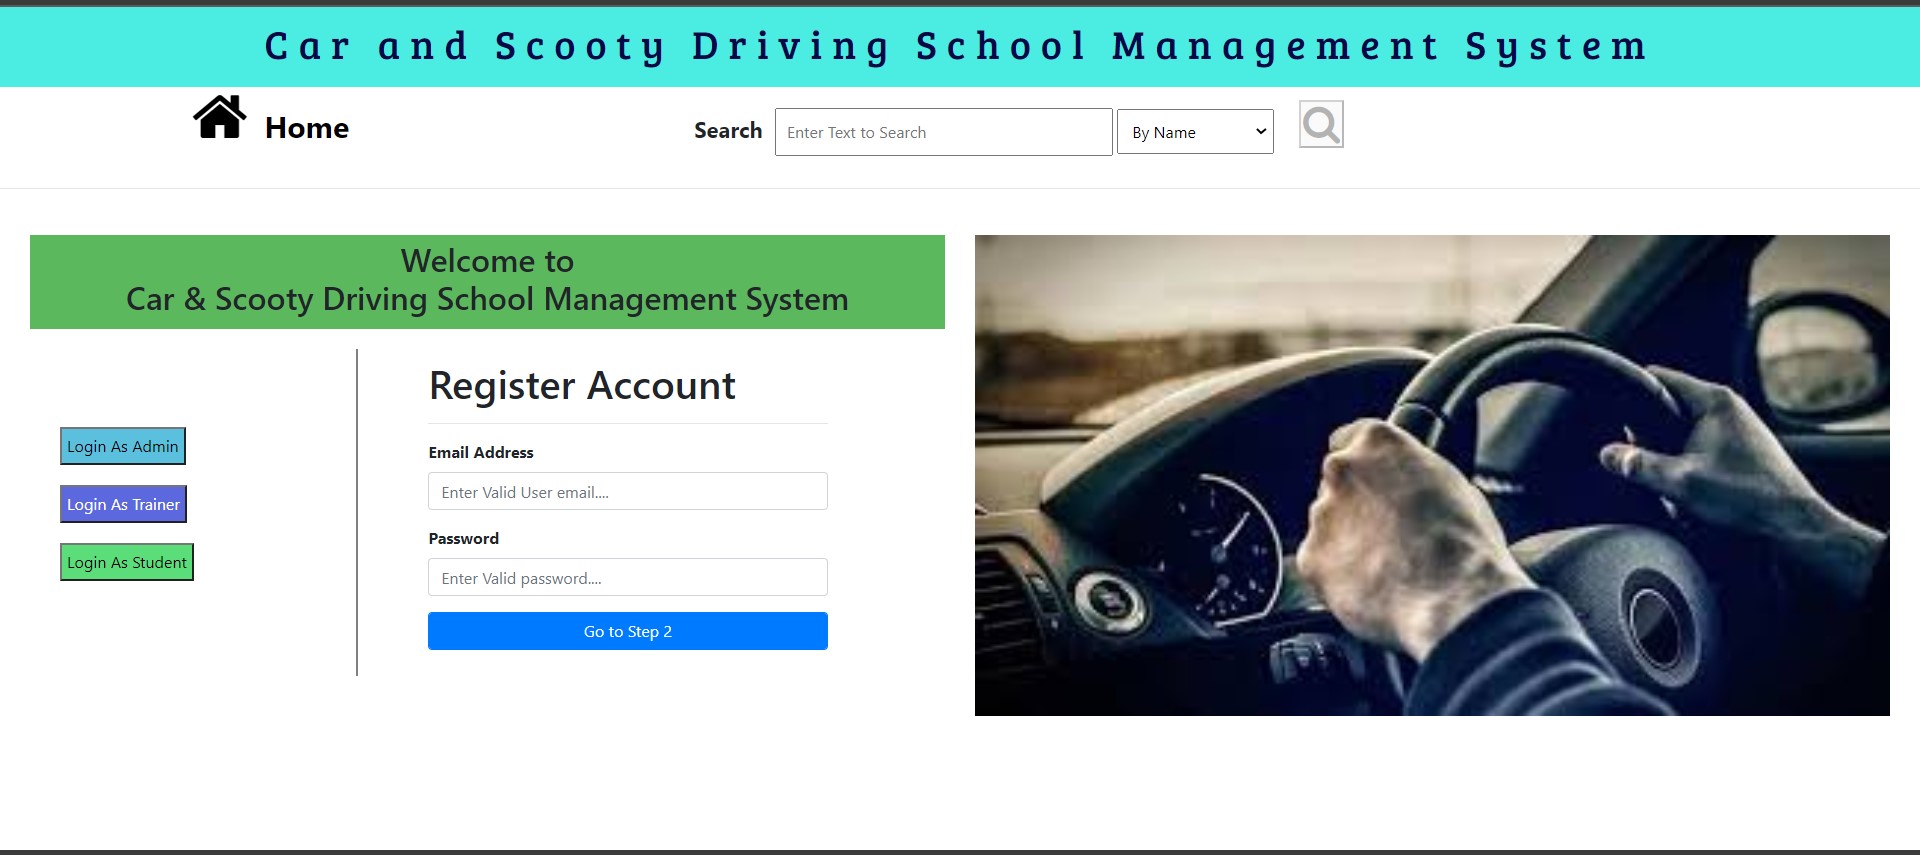 Car and Scooty Driving School Management System
Home
Search
Enter Text to Search
By Name
Welcome to
Car & Scooty Driving School Management System
Login As Admin
Login As Trainer
Login As Student
Register Account
Email Address
Enter Valid User email....
Password
Enter Valid password....
Go to Step 2